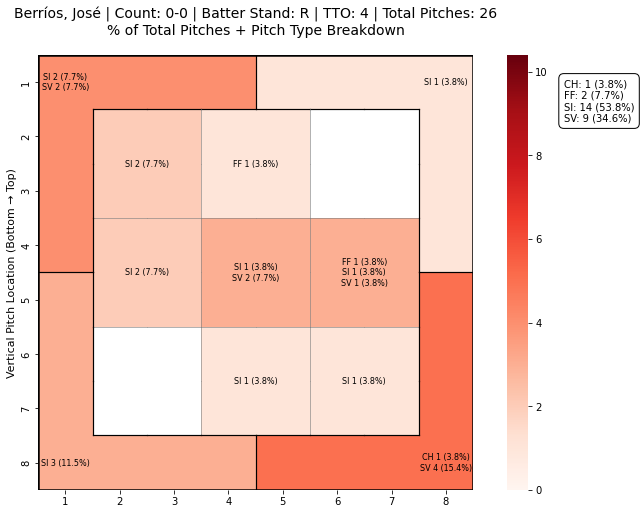 Berríos, José | Count: 0-0 | Batter Stand: R | TTO: 4 | Total Pitches: 26
% of Total Pitches + Pitch Type Breakdown
SI 2 (7.7%)
SV 2 (7.7%)
SI 1 (3.8%)
SI 2 (7.7%)
FF 1 (3.8%)
SI 2 (7.7%)
SI 1 (3.8%)
SV 2 (7.7%)
FF 1 (3.8%)
SI 1 (3.8%)
SV 1 (3.8%)
SI 1 (3.8%)
SI 1 (3.8%)
SI 3 (11.5%)
CH 1 (3.8%)
SV 4 (15.4%)
Vertical Pitch Location (Bottom → Top)
1
2
3
4
5
6
7
8
1
2
3
4
5
6
7
8
10
8
6
4
2
0
CH: 1 (3.8%)
FF: 2 (7.7%)
SI: 14 (53.8%)
SV: 9 (34.6%)